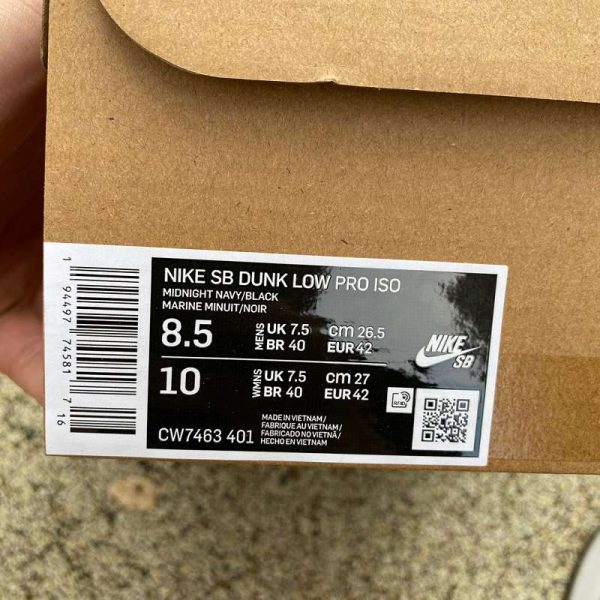 NIKE SB DUNK LOW PRO ISO
MIDNIGHT NAVY/BLACK
MARINE MINUIT/NOIR
8.5 MENS UK 7.5 cm 26.5
BR 40 EUR 42
10 WMNS UK 7.5 cm 27
BR 40 EUR 42
NIKE
SB
RFID
CW7463 401
MADE IN VIETNAM/
FABRIQUE AU VIETNAM/
FABRICADO NO VIETNÃ/
HECHO EN VIETNAM
1 94497 74581 7 16